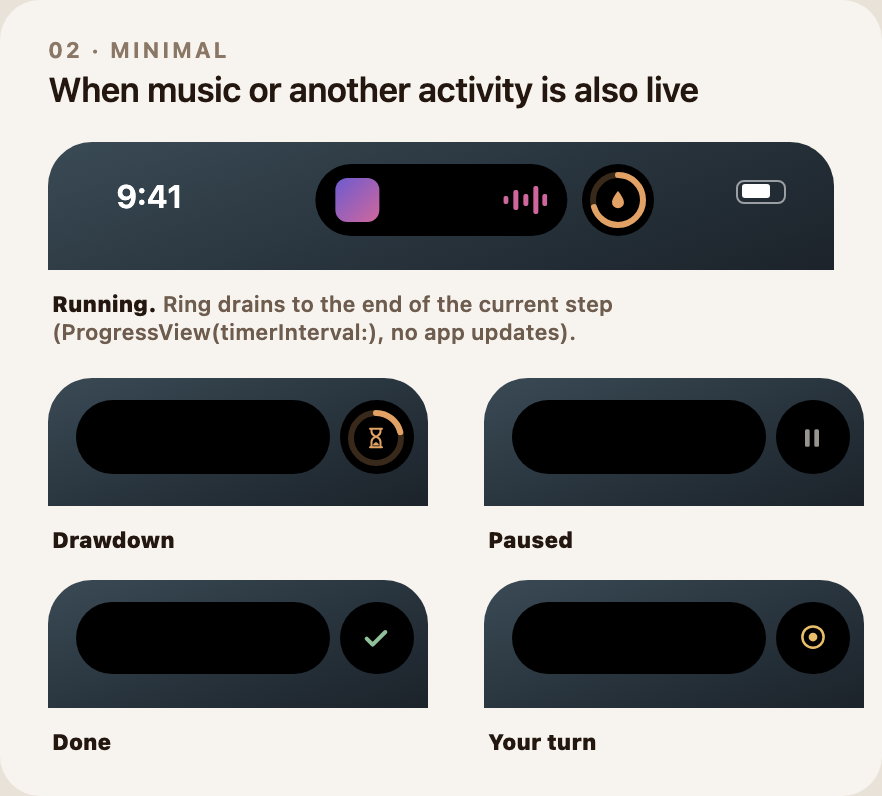 02 · MINIMAL
When music or another activity is also live
9:41
Running. Ring drains to the end of the current step
(ProgressView(timerInterval:), no app updates).
Drawdown
Paused
Done
Your turn